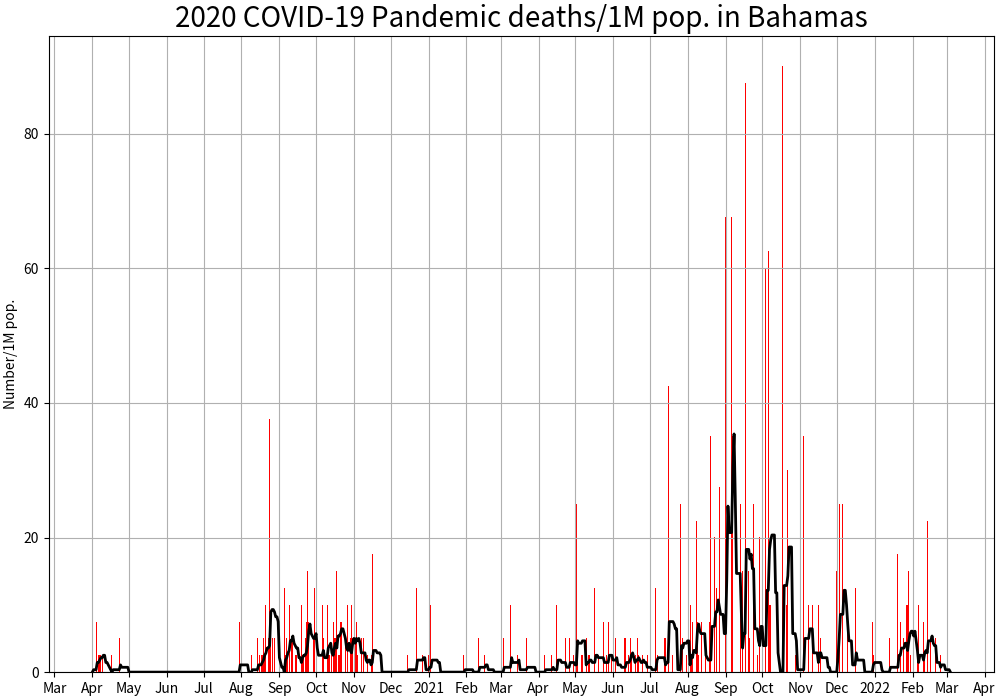 2020 COVID-19 Pandemic deaths/1M pop. in Bahamas
Number/1M pop.
80
60
40
20
0
Mar Apr May Jun Jul Aug Sep Oct Nov Dec 2021 Feb Mar Apr May Jun Jul Aug Sep Oct Nov Dec 2022 Feb Mar Apr